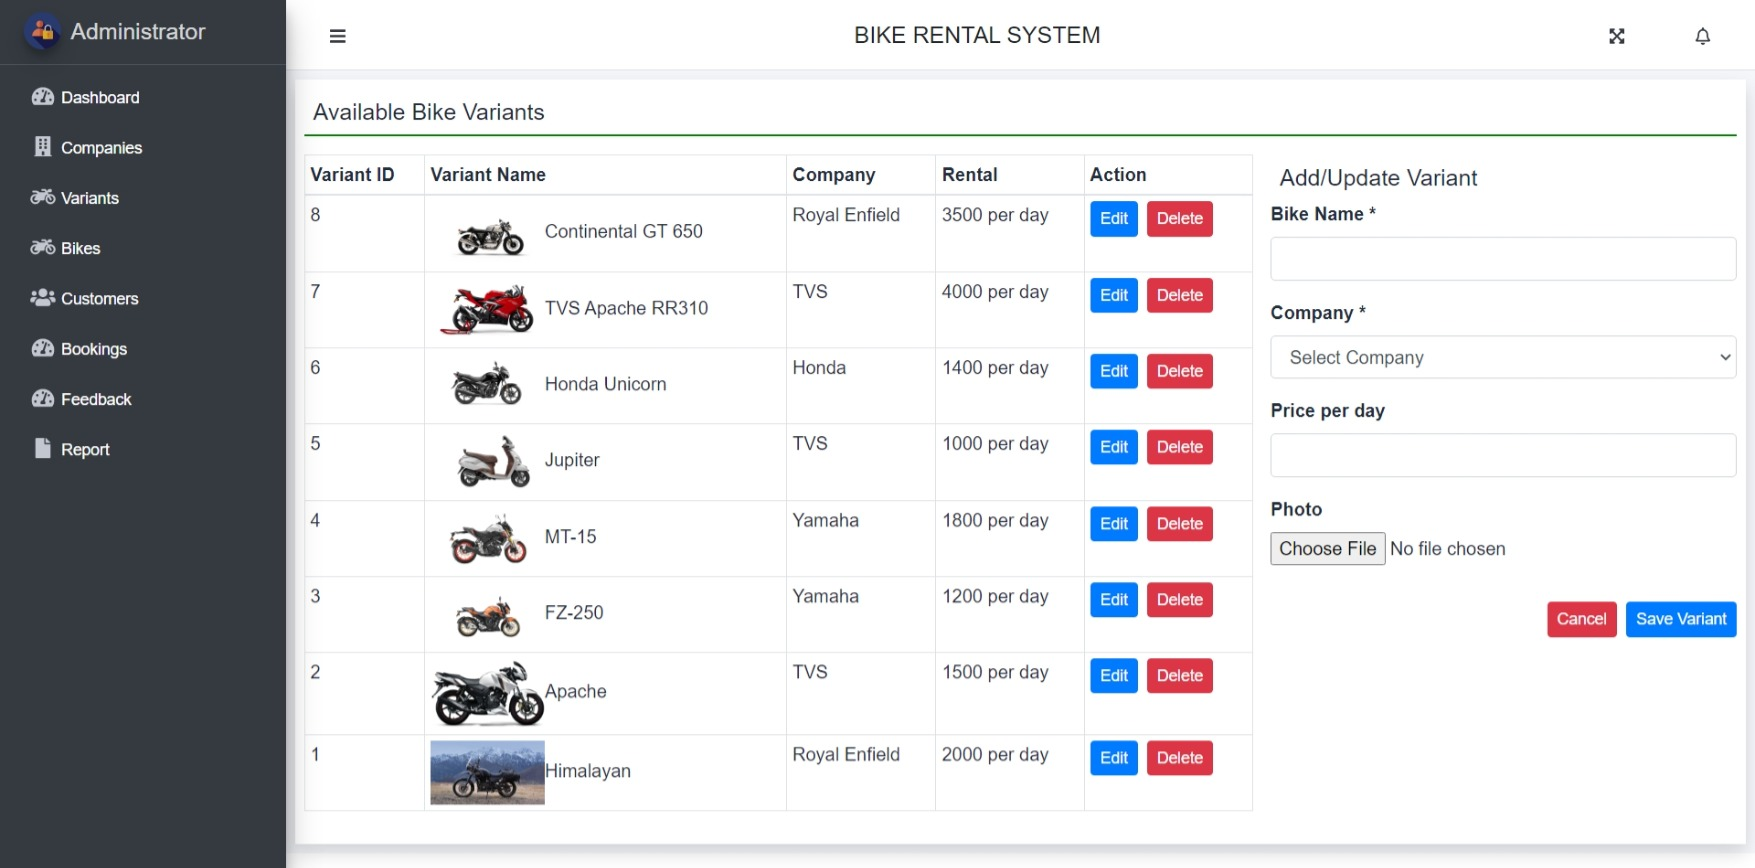 Administrator
Dashboard
Companies
Variants
Bikes
Customers
Bookings
Feedback
Report
BIKE RENTAL SYSTEM
Available Bike Variants
Variant ID Variant Name Company Rental Action
8 Continental GT 650 Royal Enfield 3500 per day Edit Delete
7 TVS Apache RR310 TVS 4000 per day Edit Delete
6 Honda Unicorn Honda 1400 per day Edit Delete
5 Jupiter TVS 1000 per day Edit Delete
4 MT-15 Yamaha 1800 per day Edit Delete
3 FZ-250 Yamaha 1200 per day Edit Delete
2 Apache TVS 1500 per day Edit Delete
1 Himalayan Royal Enfield 2000 per day Edit Delete
Add/Update Variant
Bike Name *
Company *
Select Company
Price per day
Photo
Choose File No file chosen
Cancel Save Variant